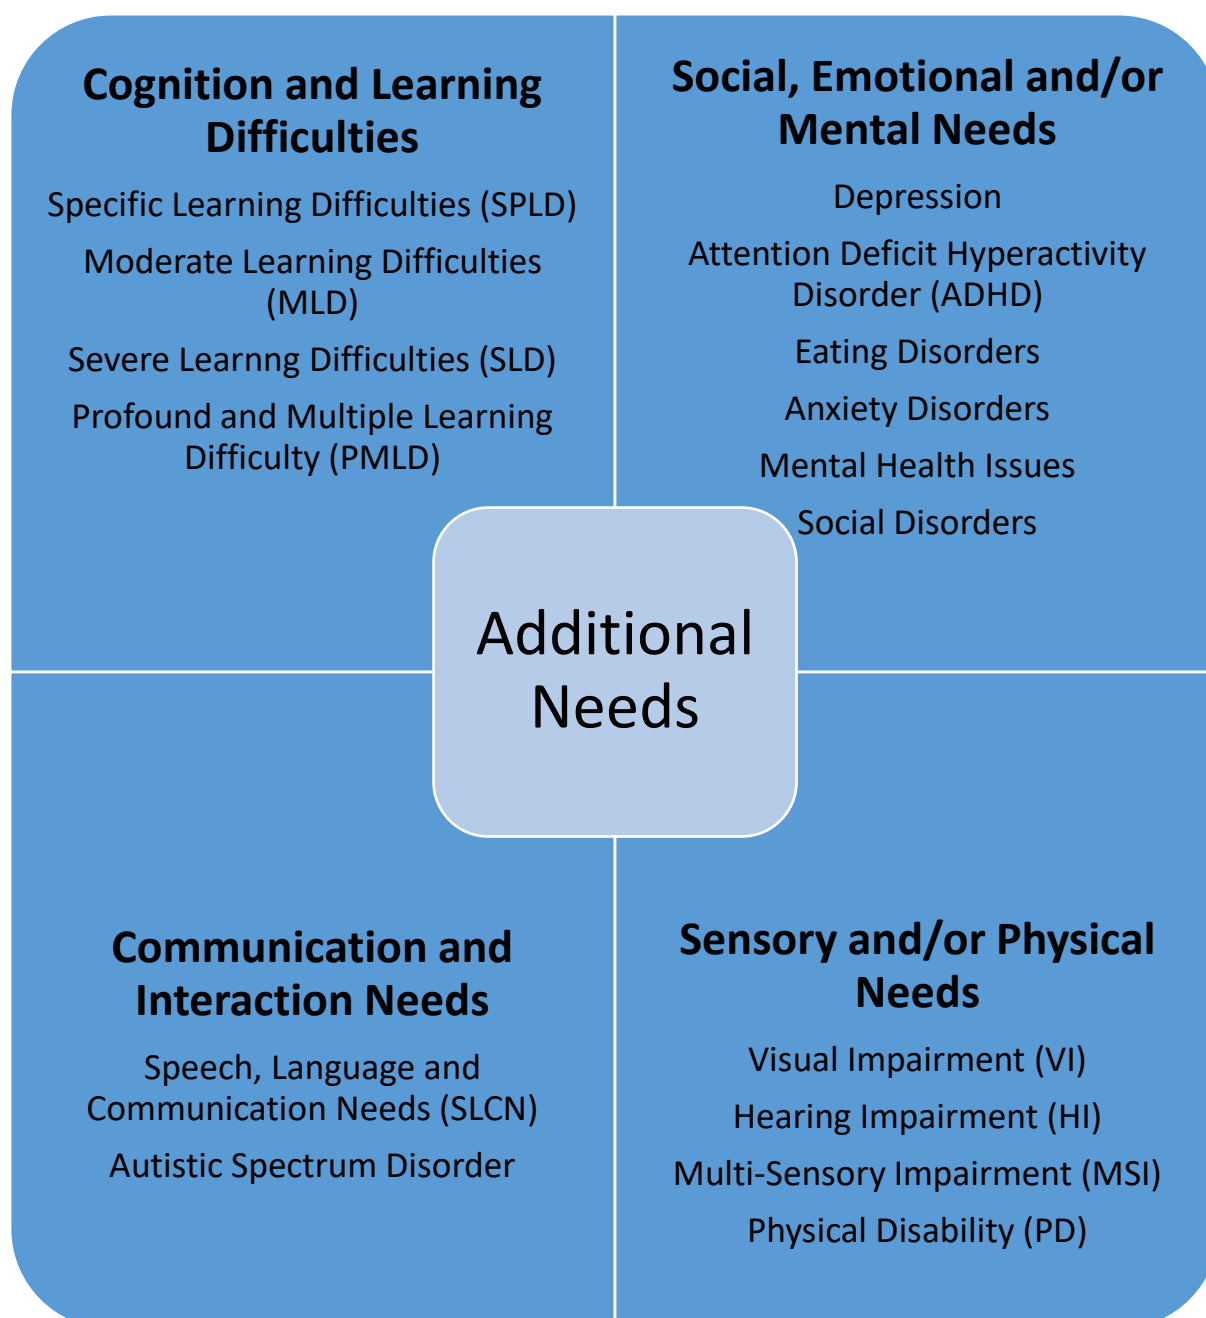 Cognition and Learning
Difficulties
Specific Learning Difficulties (SPLD)
Moderate Learning Difficulties
(MLD)
Severe Learnng Difficulties (SLD)
Profound and Multiple Learning
Difficulty (PMLD)
Social, Emotional and/or
Mental Needs
Depression
Attention Deficit Hyperactivity
Disorder (ADHD)
Eating Disorders
Anxiety Disorders
Mental Health Issues
Social Disorders
Additional
Needs
Communication and
Interaction Needs
Speech, Language and
Communication Needs (SLCN)
Autistic Spectrum Disorder
Sensory and/or Physical
Needs
Visual Impairment (VI)
Hearing Impairment (HI)
Multi-Sensory Impairment (MSI)
Physical Disability (PD)